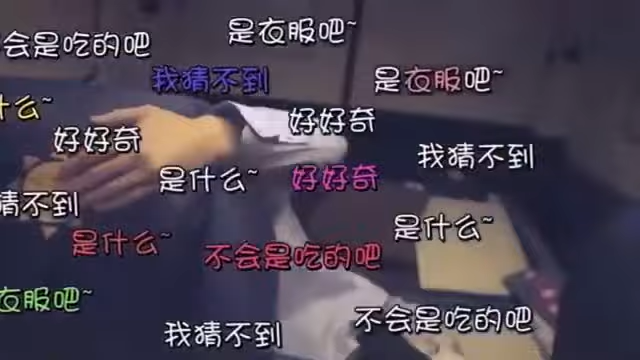 会是吃的吧
是衣服吧~
我猜不到
是衣服吧~
什么~
好好奇
好好奇
我猜不到
是什么~
好好奇
猜不到
是什么~
是什么~
不会是吃的吧
衣服吧~
不会是吃的吧
我猜不到